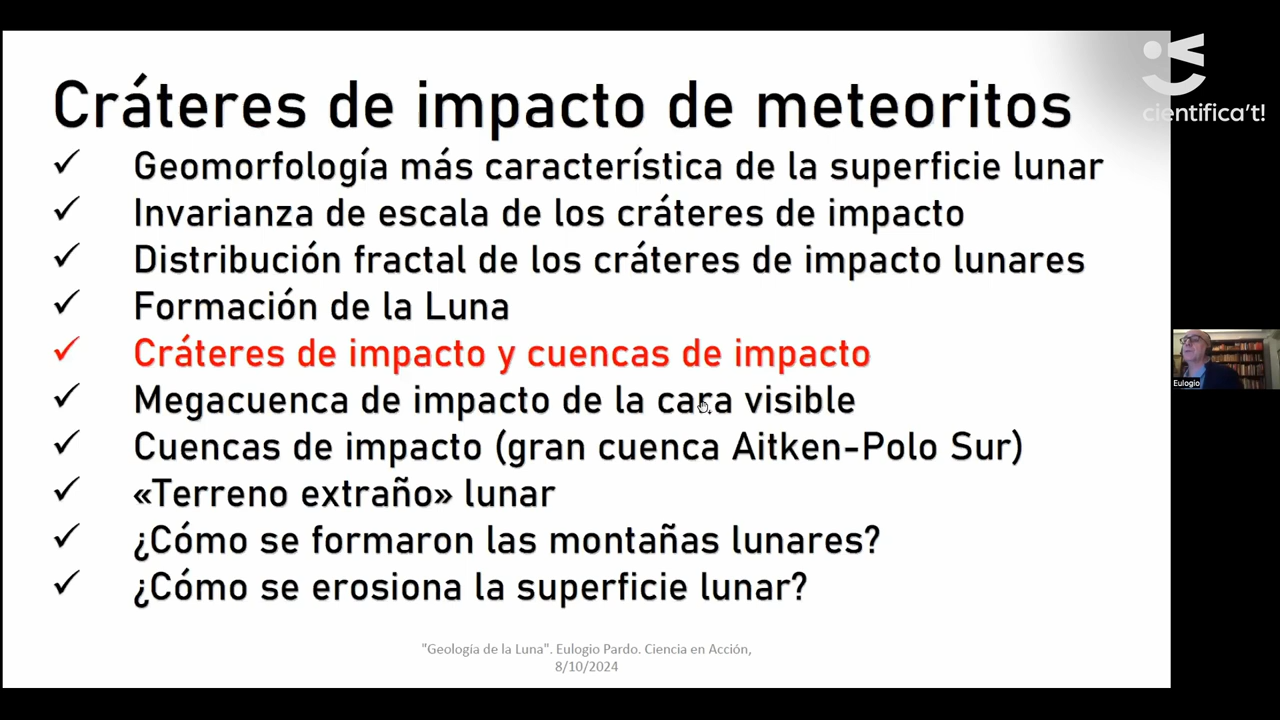 cientifica't!
Cráteres de impacto de meteoritos
Geomorfología más característica de la superficie lunar
Invarianza de escala de los cráteres de impacto
Distribución fractal de los cráteres de impacto lunares
Formación de la Luna
Cráteres de impacto y cuencas de impacto
Megacuenca de impacto de la cara visible
Cuencas de impacto (gran cuenca Aitken-Polo Sur)
«Terreno extraño» lunar
¿Cómo se formaron las montañas lunares?
¿Cómo se erosiona la superficie lunar?
"Geología de la Luna". Eulogio Pardo. Ciencia en Acción,
8/10/2024
Eulogio